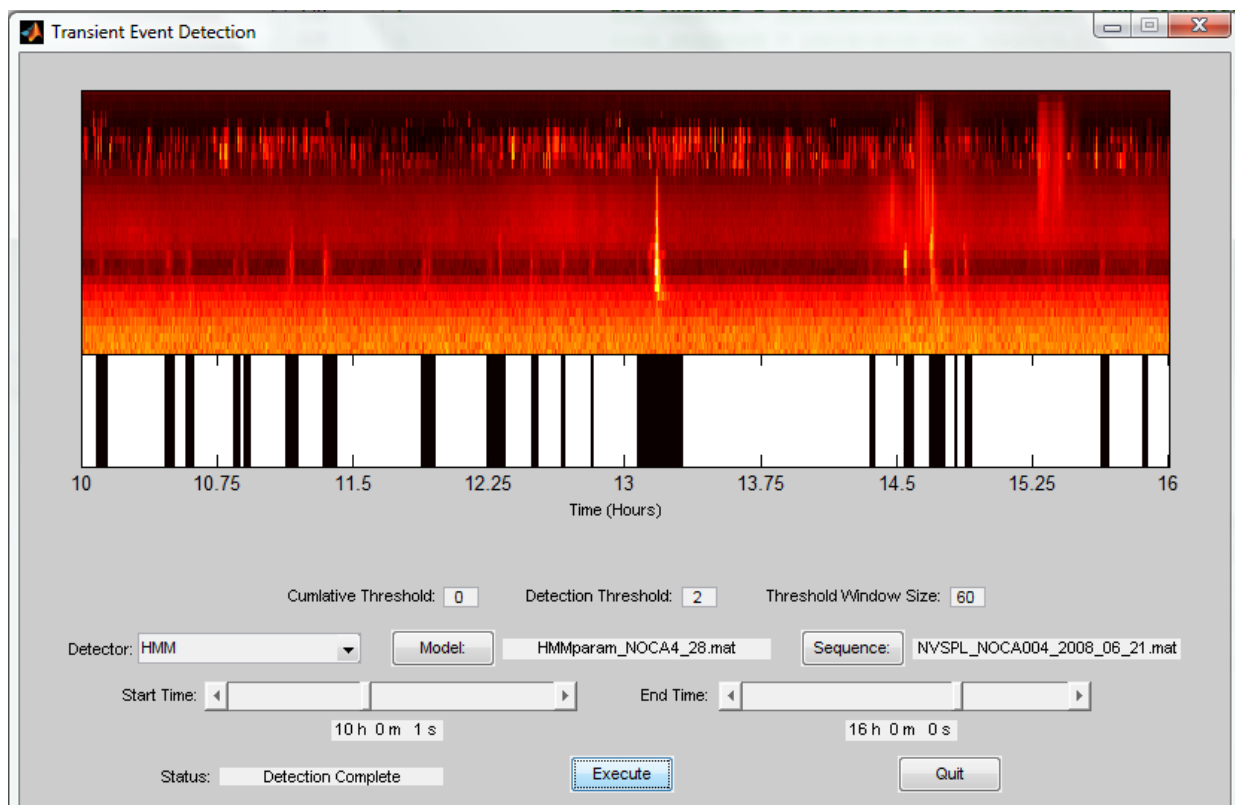 Transient Event Detection
10 10.75 11.5 12.25 13 13.75 14.5 15.25 16
Time (Hours)
Cumlative Threshold: 0 Detection Threshold: 2 Threshold Window Size: 60
Detector: HMM Model: HMMparam_NOCA4_28.mat Sequence: NVSPL_NOCA004_2008_06_21.mat
Start Time: End Time:
10 h 0 m 1 s 16 h 0 m 0 s
Status: Detection Complete Execute Quit